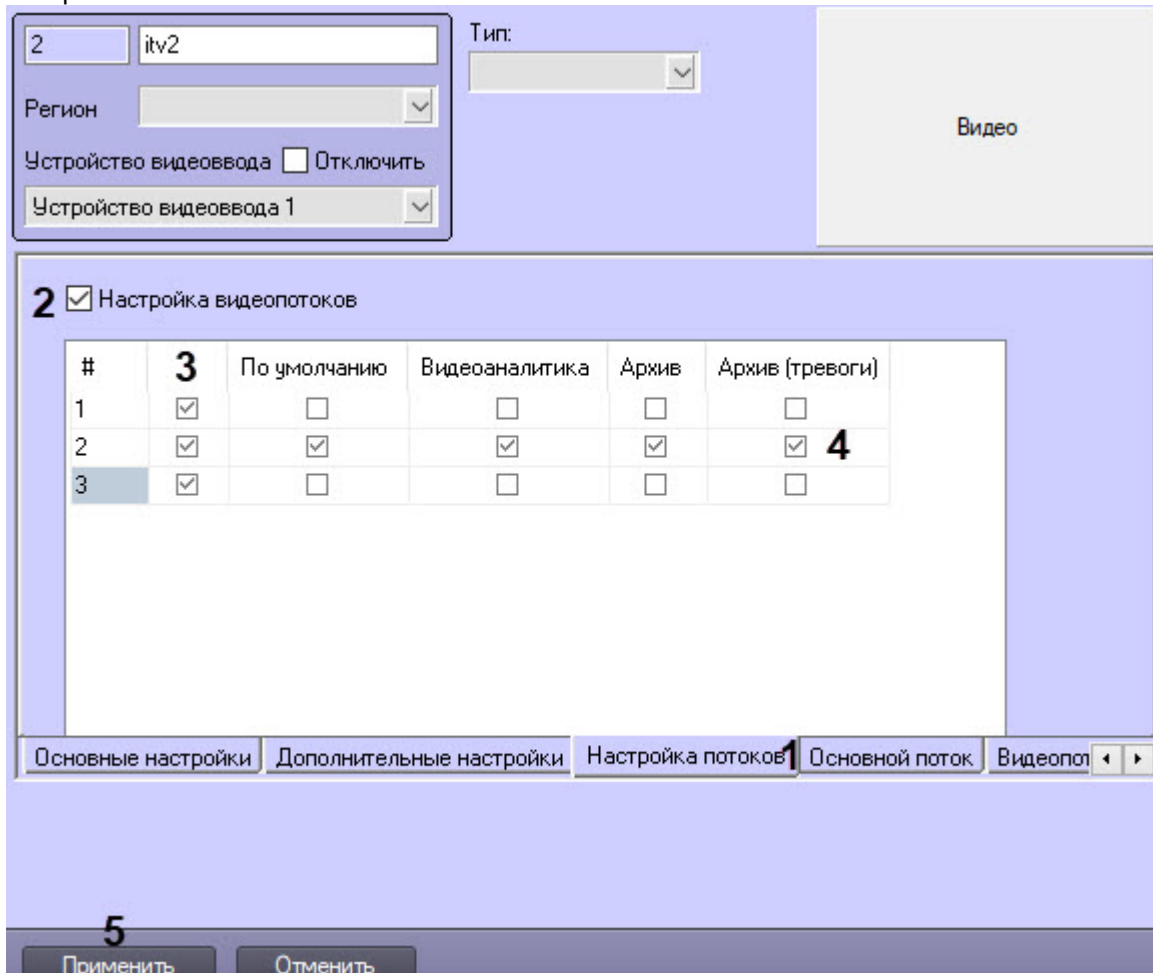 2 itv2
Тип:
Регион
Видео
Устройство видеоввода Отключить
Устройство видеоввода 1
2 Настройка видеопотоков
# 3 По умолчанию Видеоаналитика Архив Архив (тревоги)
1
2 4
3
Основные настройки Дополнительные настройки Настройка потоков 1 Основной поток Видеопот
5
Применить Отменить